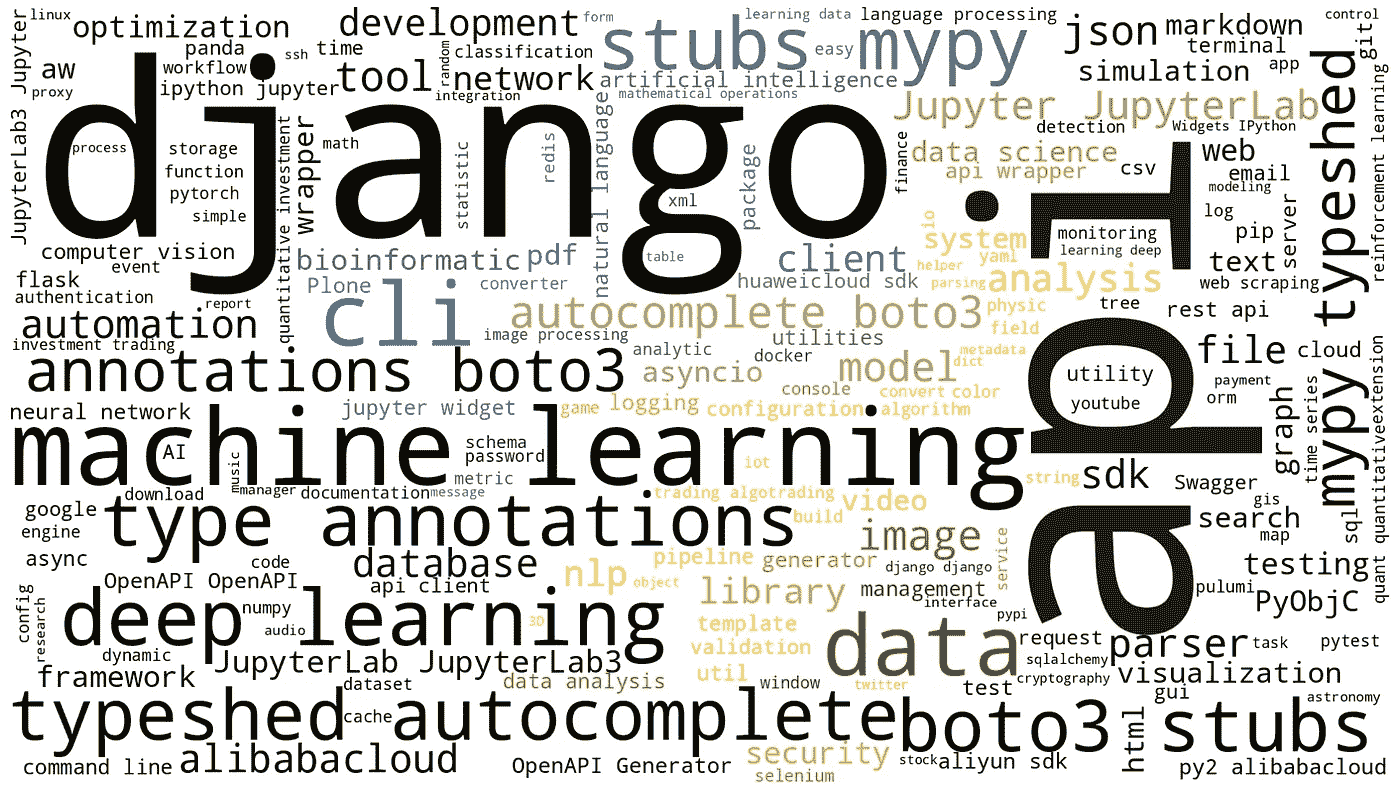 linux
optimization
development
form
learning data
language processing
control
Jupyter
panda
ssh
time
random
classification
stubs
easy
mypy
json
markdown
terminal
git
aw
workflow
tool
network
artificial intelligence
simulation
app
proxy
ipython jupyter
integration
mathematical operations
Jupyter JupyterLab
typeshed
reinforcement learning
JupyterLab3
django
process
storage
function
pytorch
simple
quantitative investment
wrapper
math
statistic
redis
natural language
xml
package
table
finance
detection
Widgets IPython
data science
api wrapper
csv
web
email
modeling
log
pip
server
api
monitoring
learning deep
io
system
helper
yaml
parsing
analysis
text
web scraping
computer vision
event
flask
authentication
report
bioinformatic
pdf
Plone
converter
client
huaweicloud sdk
physic
field
tree
rest api
automation
investment trading
cli
autocomplete boto3
image processing
utilities
analytic
docker
metadata
dict
file
cloud
annotations boto3
asyncio
model
console
convert
color
utility
youtube
payment
orm
graph
time series
mypy
quantitativeextension
neural network
jupyter widget
game
logging
configuration
algorithm
machine learning
AI
music
schema
password
metric
iot
string
sdk
Swagger
download
manager
documentation
message
trading algotrading
video
build
gis
search
map
sql
quant
google
engine
type annotations
image
async
code
database
pipeline
generator
django django
service
testing
nlp
object
OpenAPI OpenAPI
api client
library
management
interface
pulumi
PyObjC
config
research
deep learning
numpy
audio
3D
template
validation
util
data
pypi
request
sqlalchemy
cryptography
parser
task
pytest
dynamic
framework
JupyterLab JupyterLab3
dataset
data analysis
window
twitter
test
visualization
gui
astronomy
typeshed
cache
autocomplete
boto3
html
stubs
command line
alibabacloud
OpenAPI Generator
security
selenium
stock
aliyun sdk
py2 alibabacloud